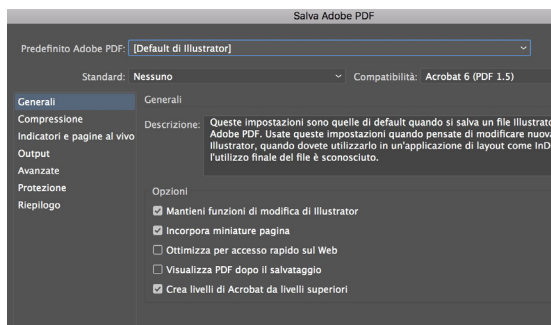 Salva Adobe PDF
Predefinito Adobe PDF: [Default di Illustrator]
Standard: Nessuno Compatibilità: Acrobat 6 (PDF 1.5)
Generali
Compressione
Indicatori e pagine al vivo
Output
Avanzate
Protezione
Riepilogo
Generali
Descrizione: Queste impostazioni sono quelle di default quando si salva un file
Adobe PDF. Usate queste impostazioni quando pensate di modificare
Illustrator, quando dovete utilizzarlo in un'applicazione di layout come
l'utilizzo finale del file è sconosciuto.
Opzioni
Mantieni funzioni di modifica di Illustrator
Incorpora miniature pagina
Ottimizza per accesso rapido sul Web
Visualizza PDF dopo il salvataggio
Crea livelli di Acrobat da livelli superiori